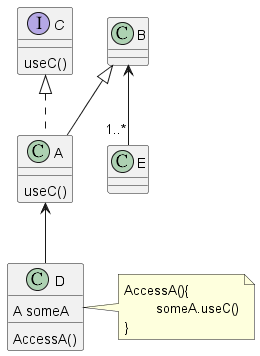 I C
useC()
C B
C A
useC()
1..*
C E
C D
A someA
AccessA()
AccessA(){
someA.useC()
}